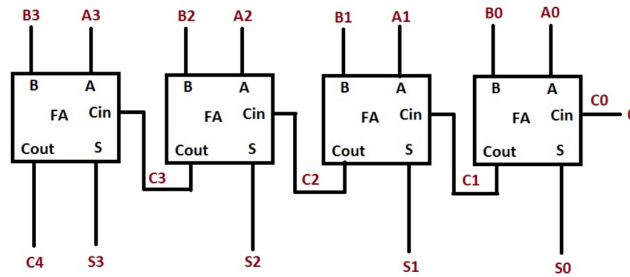 B3 A3 B2 A2 B1 A1 B0 A0
B A B A B A B A
FA Cin FA Cin FA Cin FA Cin C0
Cout S Cout S Cout S Cout S
C3 C2 C1
C4 S3 S2 S1 S0